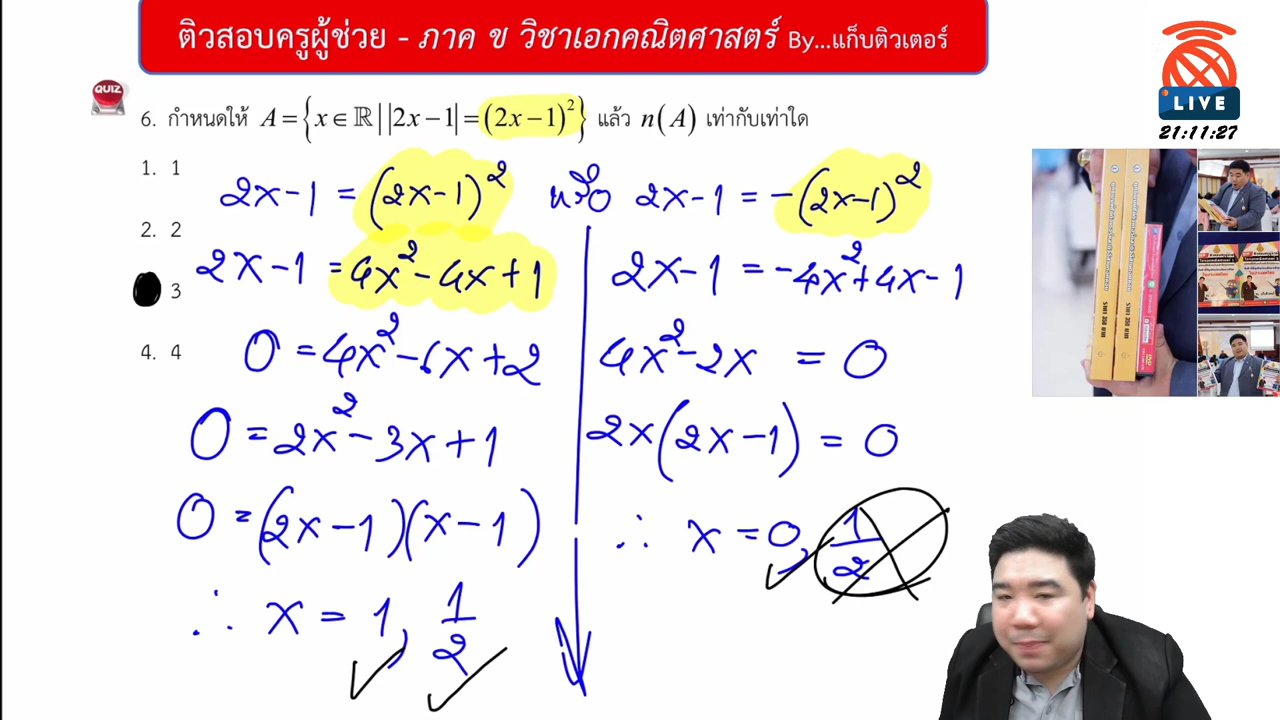 ติวสอบครูผู้ช่วย - ภาค ข วิชาเอกคณิตศาสตร์ By...แก็บติวเตอร์
QUIZ
LIVE
21:11:27
6. กำหนดให้ A = {x ∈ ℝ | |2x − 1| = (2x − 1)²} แล้ว n(A) เท่ากับเท่าใด
1. 1
2. 2
3
4. 4
2x − 1 = (2x − 1)² หรือ 2x − 1 = −(2x − 1)²
2x − 1 = 4x² − 4x + 1
0 = 4x² − 6x + 2
0 = 2x² − 3x + 1
0 = (2x − 1)(x − 1)
∴ x = 1, 1/2
2x − 1 = −4x² + 4x − 1
4x² − 2x = 0
2x(2x − 1) = 0
∴ x = 0, 1/2